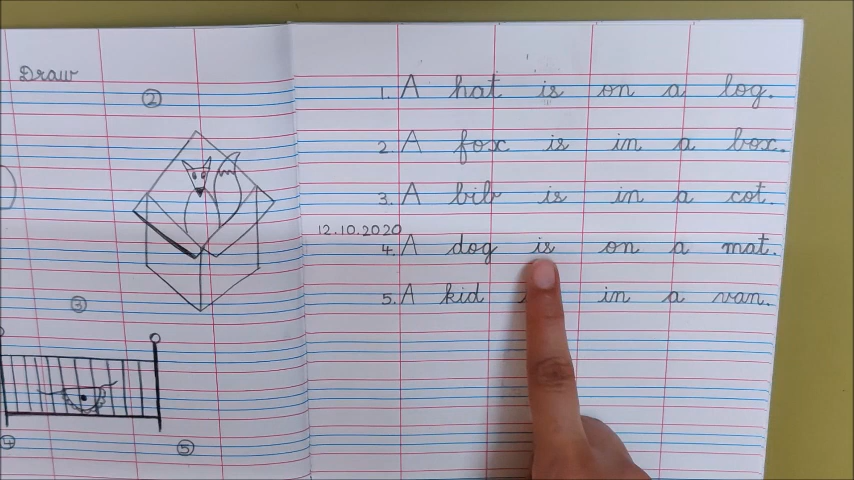 Draw
②
③
④
⑤
1. A hat is on a log.
2. A fox is in a box.
3. A bib is in a cot.
12.10.2020
4. A dog is on a mat.
5. A kid in a van.